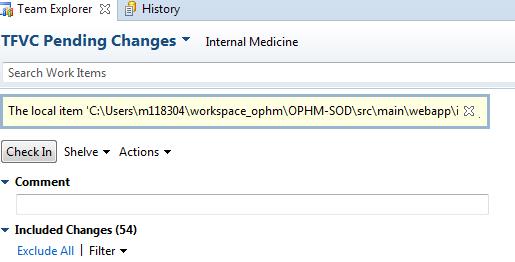 Team Explorer History
TFVC Pending Changes Internal Medicine
Search Work Items
The local item 'C:\Users\m118304\workspace_ophm\OPHM-SOD\src\main\webapp\i
Check In Shelve Actions
Comment
Included Changes (54)
Exclude All | Filter